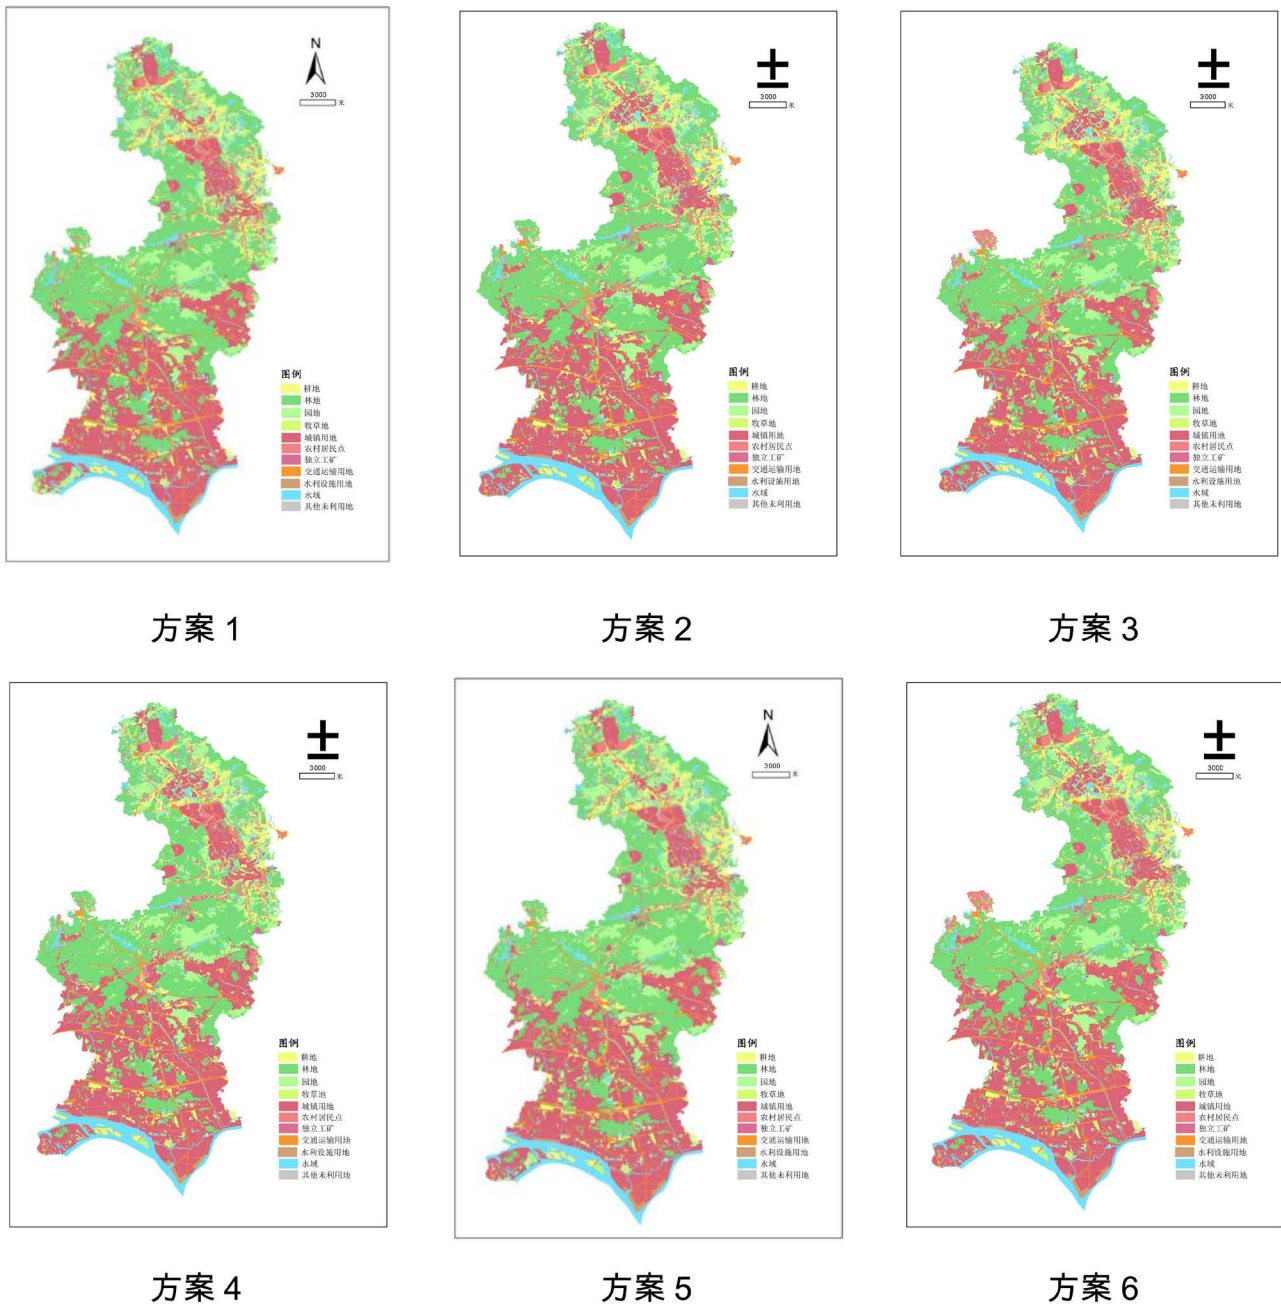 N
3000
米
图例
耕地
林地
园地
牧草地
城镇用地
农村居民点
独立工矿
交通运输用地
水利设施用地
水域
其他未利用地
方案 1
3000
米
图例
耕地
林地
园地
牧草地
城镇用地
农村居民点
独立工矿
交通运输用地
水利设施用地
水域
其他未利用地
方案 2
3000
米
图例
耕地
林地
园地
牧草地
城镇用地
农村居民点
独立工矿
交通运输用地
水利设施用地
水域
其他未利用地
方案 3
3000
米
图例
耕地
林地
园地
牧草地
城镇用地
农村居民点
独立工矿
交通运输用地
水利设施用地
水域
其他未利用地
方案 4
N
3000
米
图例
耕地
林地
园地
牧草地
城镇用地
农村居民点
独立工矿
交通运输用地
水利设施用地
水域
其他未利用地
方案 5
3000
米
图例
耕地
林地
园地
牧草地
城镇用地
农村居民点
独立工矿
交通运输用地
水利设施用地
水域
其他未利用地
方案 6